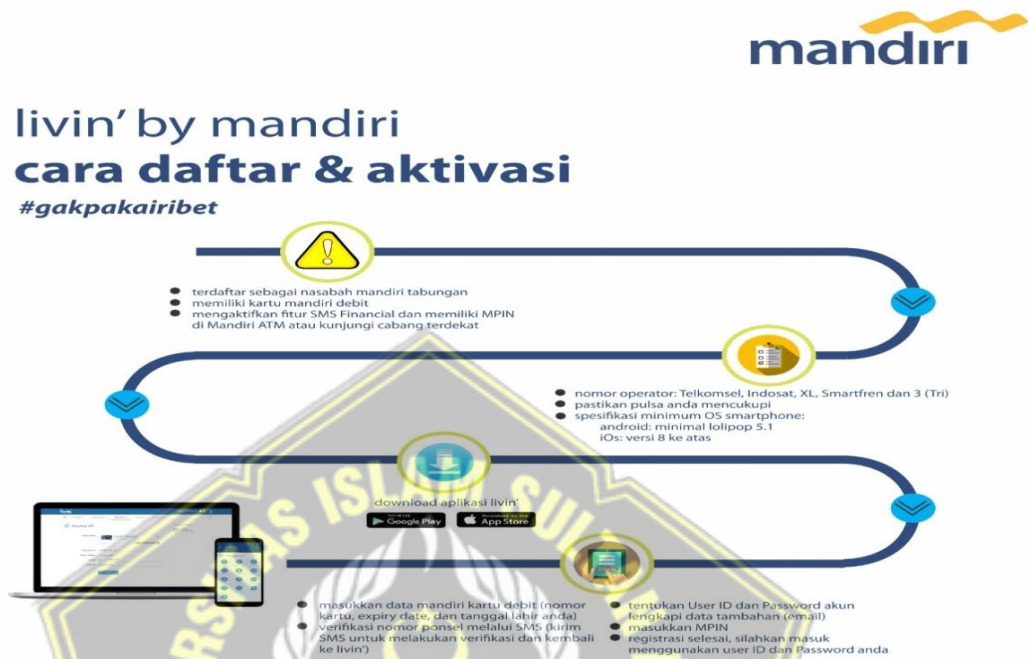 mandiri
livin' by mandiri
cara daftar & aktivasi
#gakpakairibet
terdaftar sebagai nasabah mandiri tabungan
memiliki kartu mandiri debit
mengaktifkan fitur SMS Financial dan memiliki MPIN
di Mandiri ATM atau kunjungi cabang terdekat
nomor operator: Telkomsel, Indosat, XL, Smartfren dan 3 (Tri)
pastikan pulsa anda mencukupi
spesifikasi minimum OS smartphone:
android: minimal lolipop 5.1
iOs: versi 8 ke atas
download aplikasi livin'
Google Play
App Store
masukkan data mandiri kartu debit (nomor
kartu, expiry date, dan tanggal lahir anda)
verifikasi nomor ponsel melalui SMS (kirim
SMS untuk melakukan verifikasi dan kembali
ke livin')
tentukan User ID dan Password akun
lengkapi data tambahan (email)
masukkan MPIN
registrasi selesai, silahkan masuk
menggunakan user ID dan Password anda
RSITAS ISLAM SU